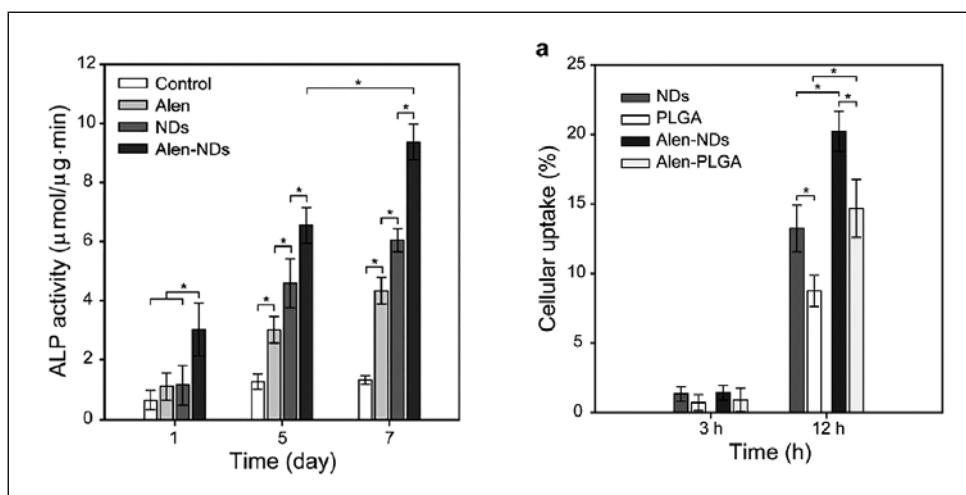 12
10
8
6
4
2
0
ALP activity (μmol/μg·min)
Control
Alen
NDs
Alen-NDs
*
*
*
*
*
*
*
*
1
5
7
Time (day)
a
25
20
15
10
5
0
Cellular uptake (%)
NDs
PLGA
Alen-NDs
Alen-PLGA
*
*
*
*
3 h
12 h
Time (h)